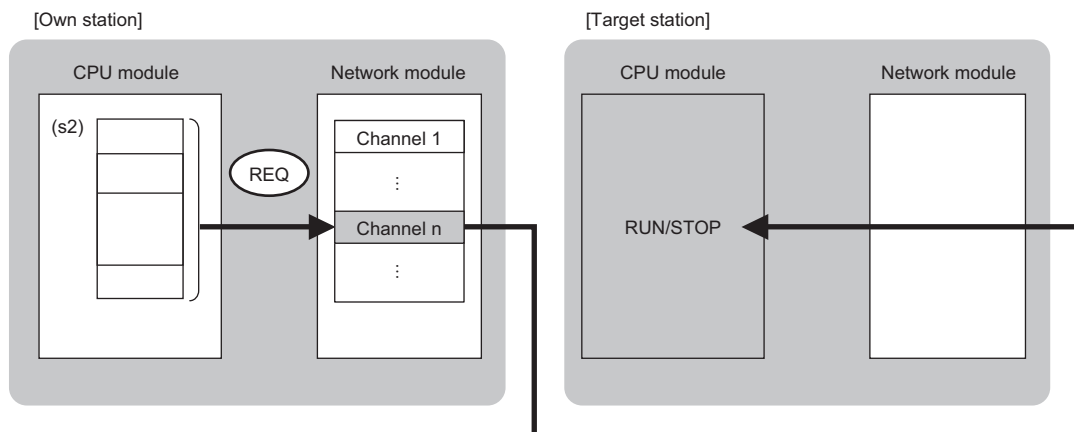 [Own station]
[Target station]
CPU module
Network module
CPU module
Network module
(s2)
Channel 1
REQ
⋮
Channel n
RUN/STOP
⋮